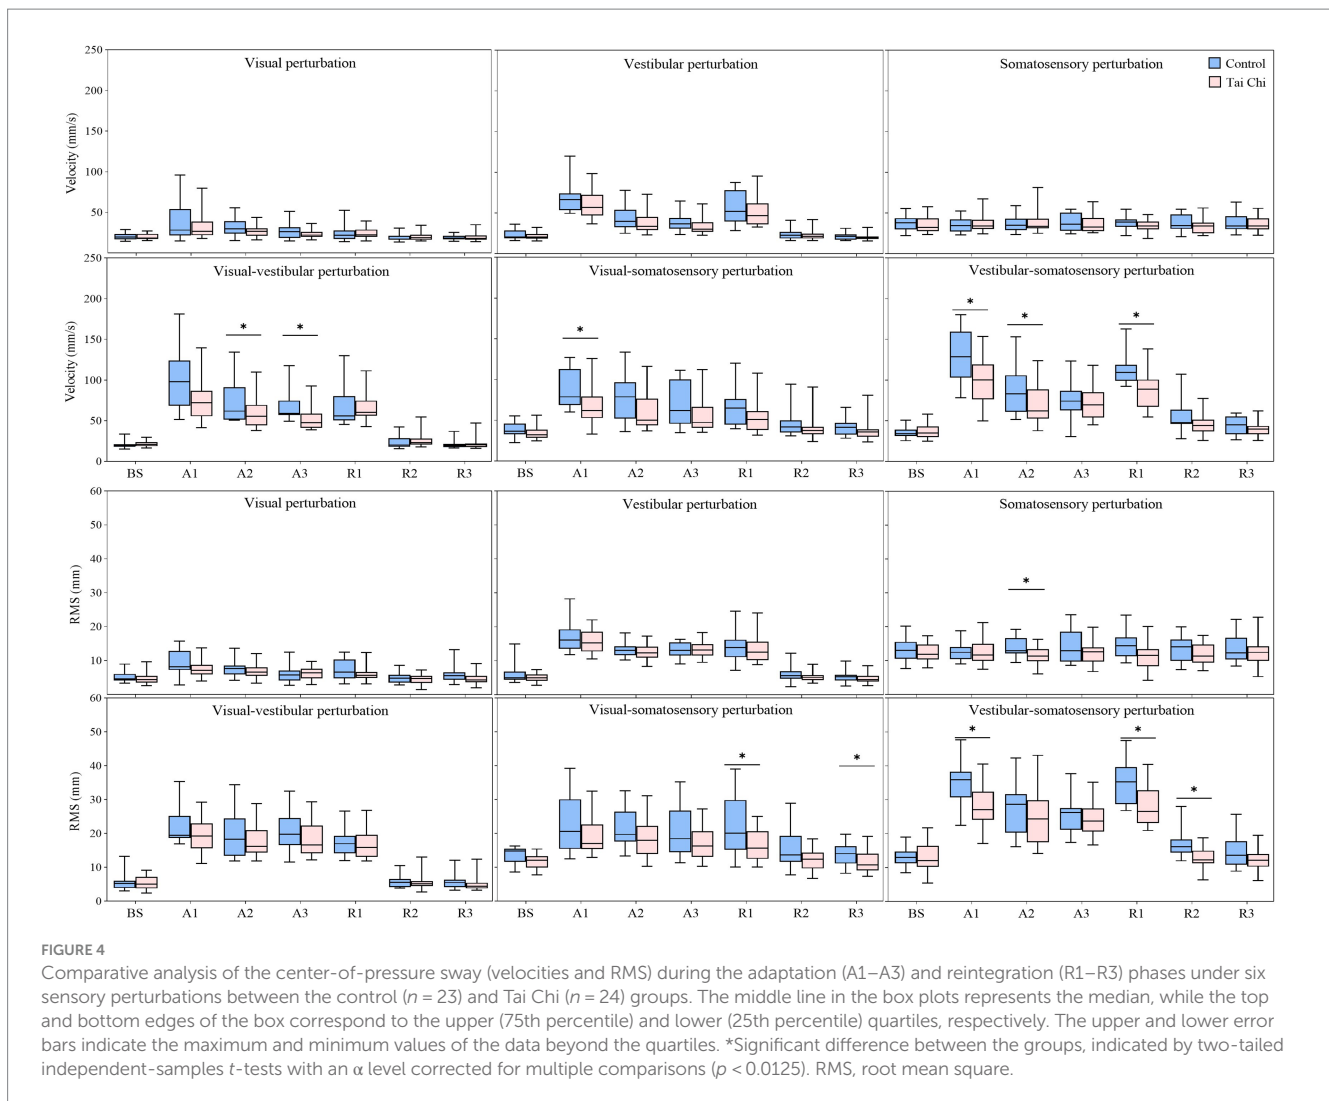 Visual perturbation
Vestibular perturbation
Somatosensory perturbation
Control
Tai Chi
Velocity (mm/s)
250
200
150
100
50
Visual-vestibular perturbation
Visual-somatosensory perturbation
Vestibular-somatosensory perturbation
Velocity (mm/s)
250
200
150
100
50
0
* *
*
* * *
BS A1 A2 A3 R1 R2 R3
BS A1 A2 A3 R1 R2 R3
BS A1 A2 A3 R1 R2 R3
Visual perturbation
Vestibular perturbation
Somatosensory perturbation
RMS (mm)
60
50
40
30
20
10
*
Visual-vestibular perturbation
Visual-somatosensory perturbation
Vestibular-somatosensory perturbation
RMS (mm)
60
50
40
30
20
10
0
* *
* * *
BS A1 A2 A3 R1 R2 R3
BS A1 A2 A3 R1 R2 R3
BS A1 A2 A3 R1 R2 R3
FIGURE 4
Comparative analysis of the center-of-pressure sway (velocities and RMS) during the adaptation (A1–A3) and reintegration (R1–R3) phases under six
sensory perturbations between the control (n = 23) and Tai Chi (n = 24) groups. The middle line in the box plots represents the median, while the top
and bottom edges of the box correspond to the upper (75th percentile) and lower (25th percentile) quartiles, respectively. The upper and lower error
bars indicate the maximum and minimum values of the data beyond the quartiles. *Significant difference between the groups, indicated by two-tailed
independent-samples t-tests with an α level corrected for multiple comparisons (p < 0.0125). RMS, root mean square.